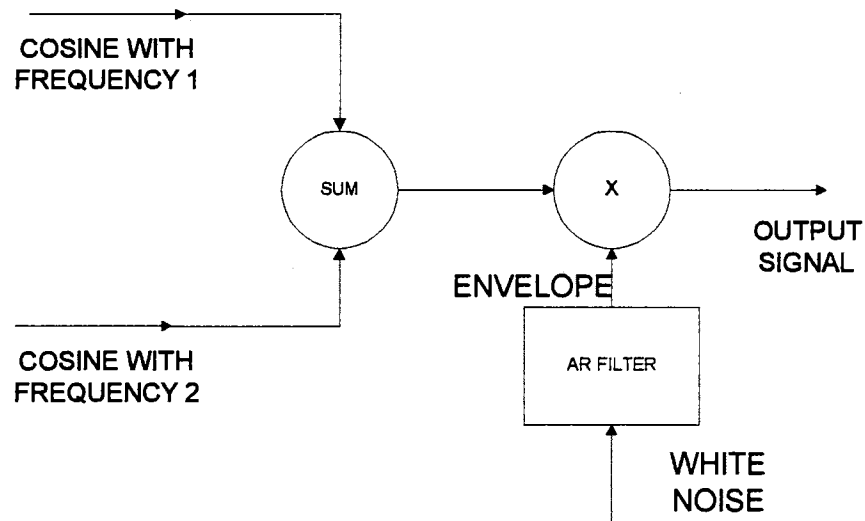 COSINE WITH
FREQUENCY 1
SUM
X
OUTPUT
SIGNAL
ENVELOPE
COSINE WITH
FREQUENCY 2
AR FILTER
WHITE
NOISE